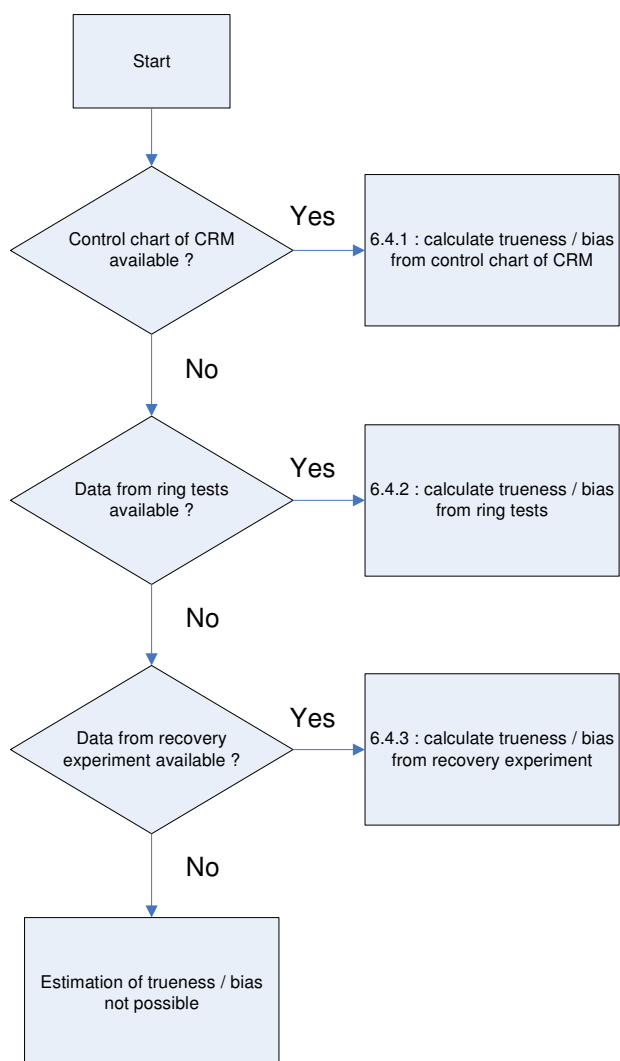 Start
Control chart of CRM
available ?
Yes
6.4.1 : calculate trueness / bias
from control chart of CRM
No
Data from ring tests
available ?
Yes
6.4.2 : calculate trueness / bias
from ring tests
No
Data from recovery
experiment available ?
Yes
6.4.3 : calculate trueness / bias
from recovery experiment
No
Estimation of trueness / bias
not possible